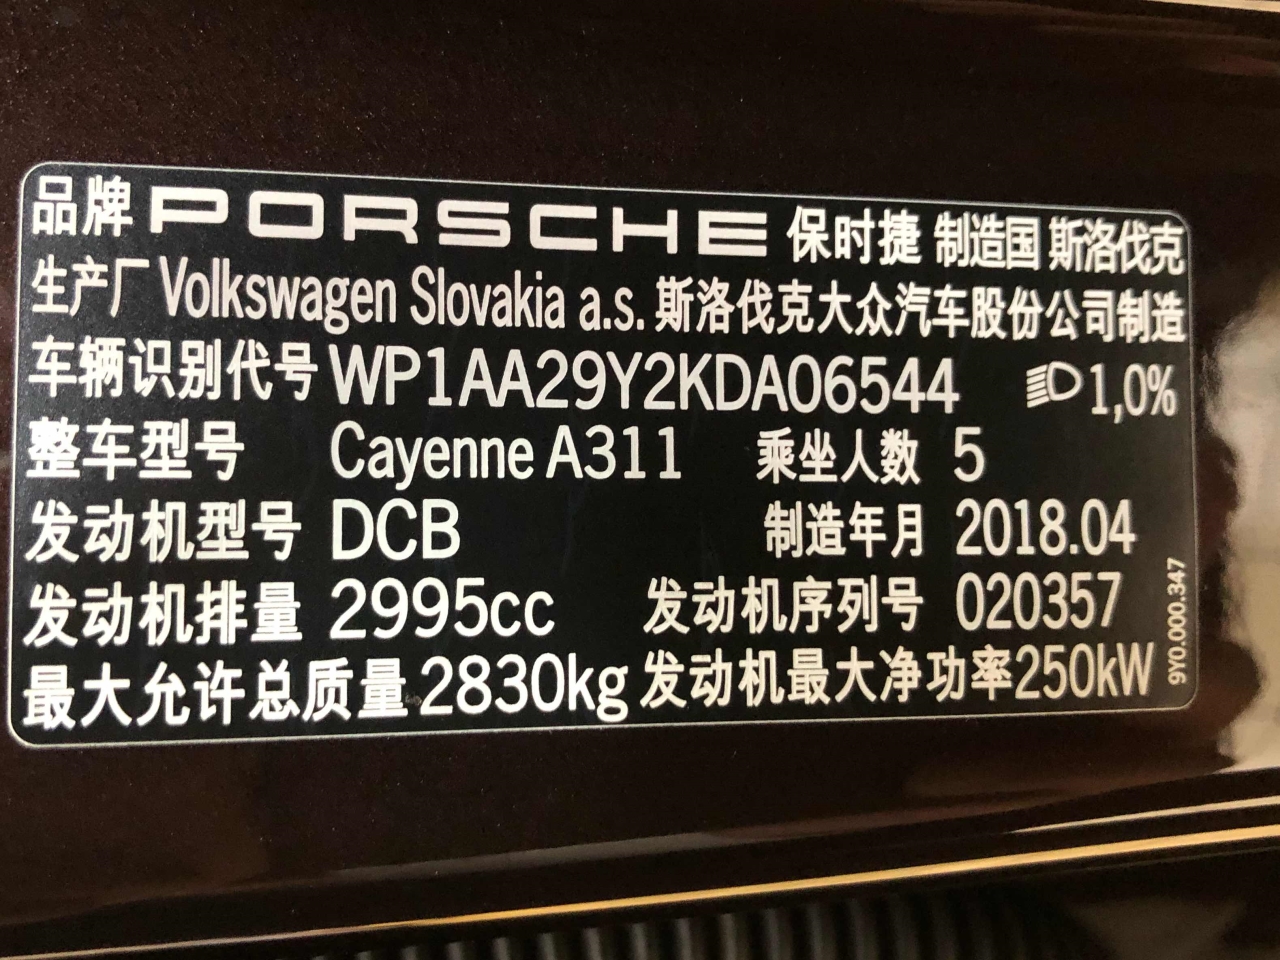 品牌 PORSCHE 保时捷 制造国 斯洛伐克
生产厂 Volkswagen Slovakia a.s. 斯洛伐克大众汽车股份公司制造
车辆识别代号 WP1AA29Y2KDA06544 1,0%
整车型号 Cayenne A311 乘坐人数 5
发动机型号 DCB 制造年月 2018.04
发动机排量 2995cc 发动机序列号 020357
最大允许总质量 2830kg 发动机最大净功率 250kW
9Y0.000.347